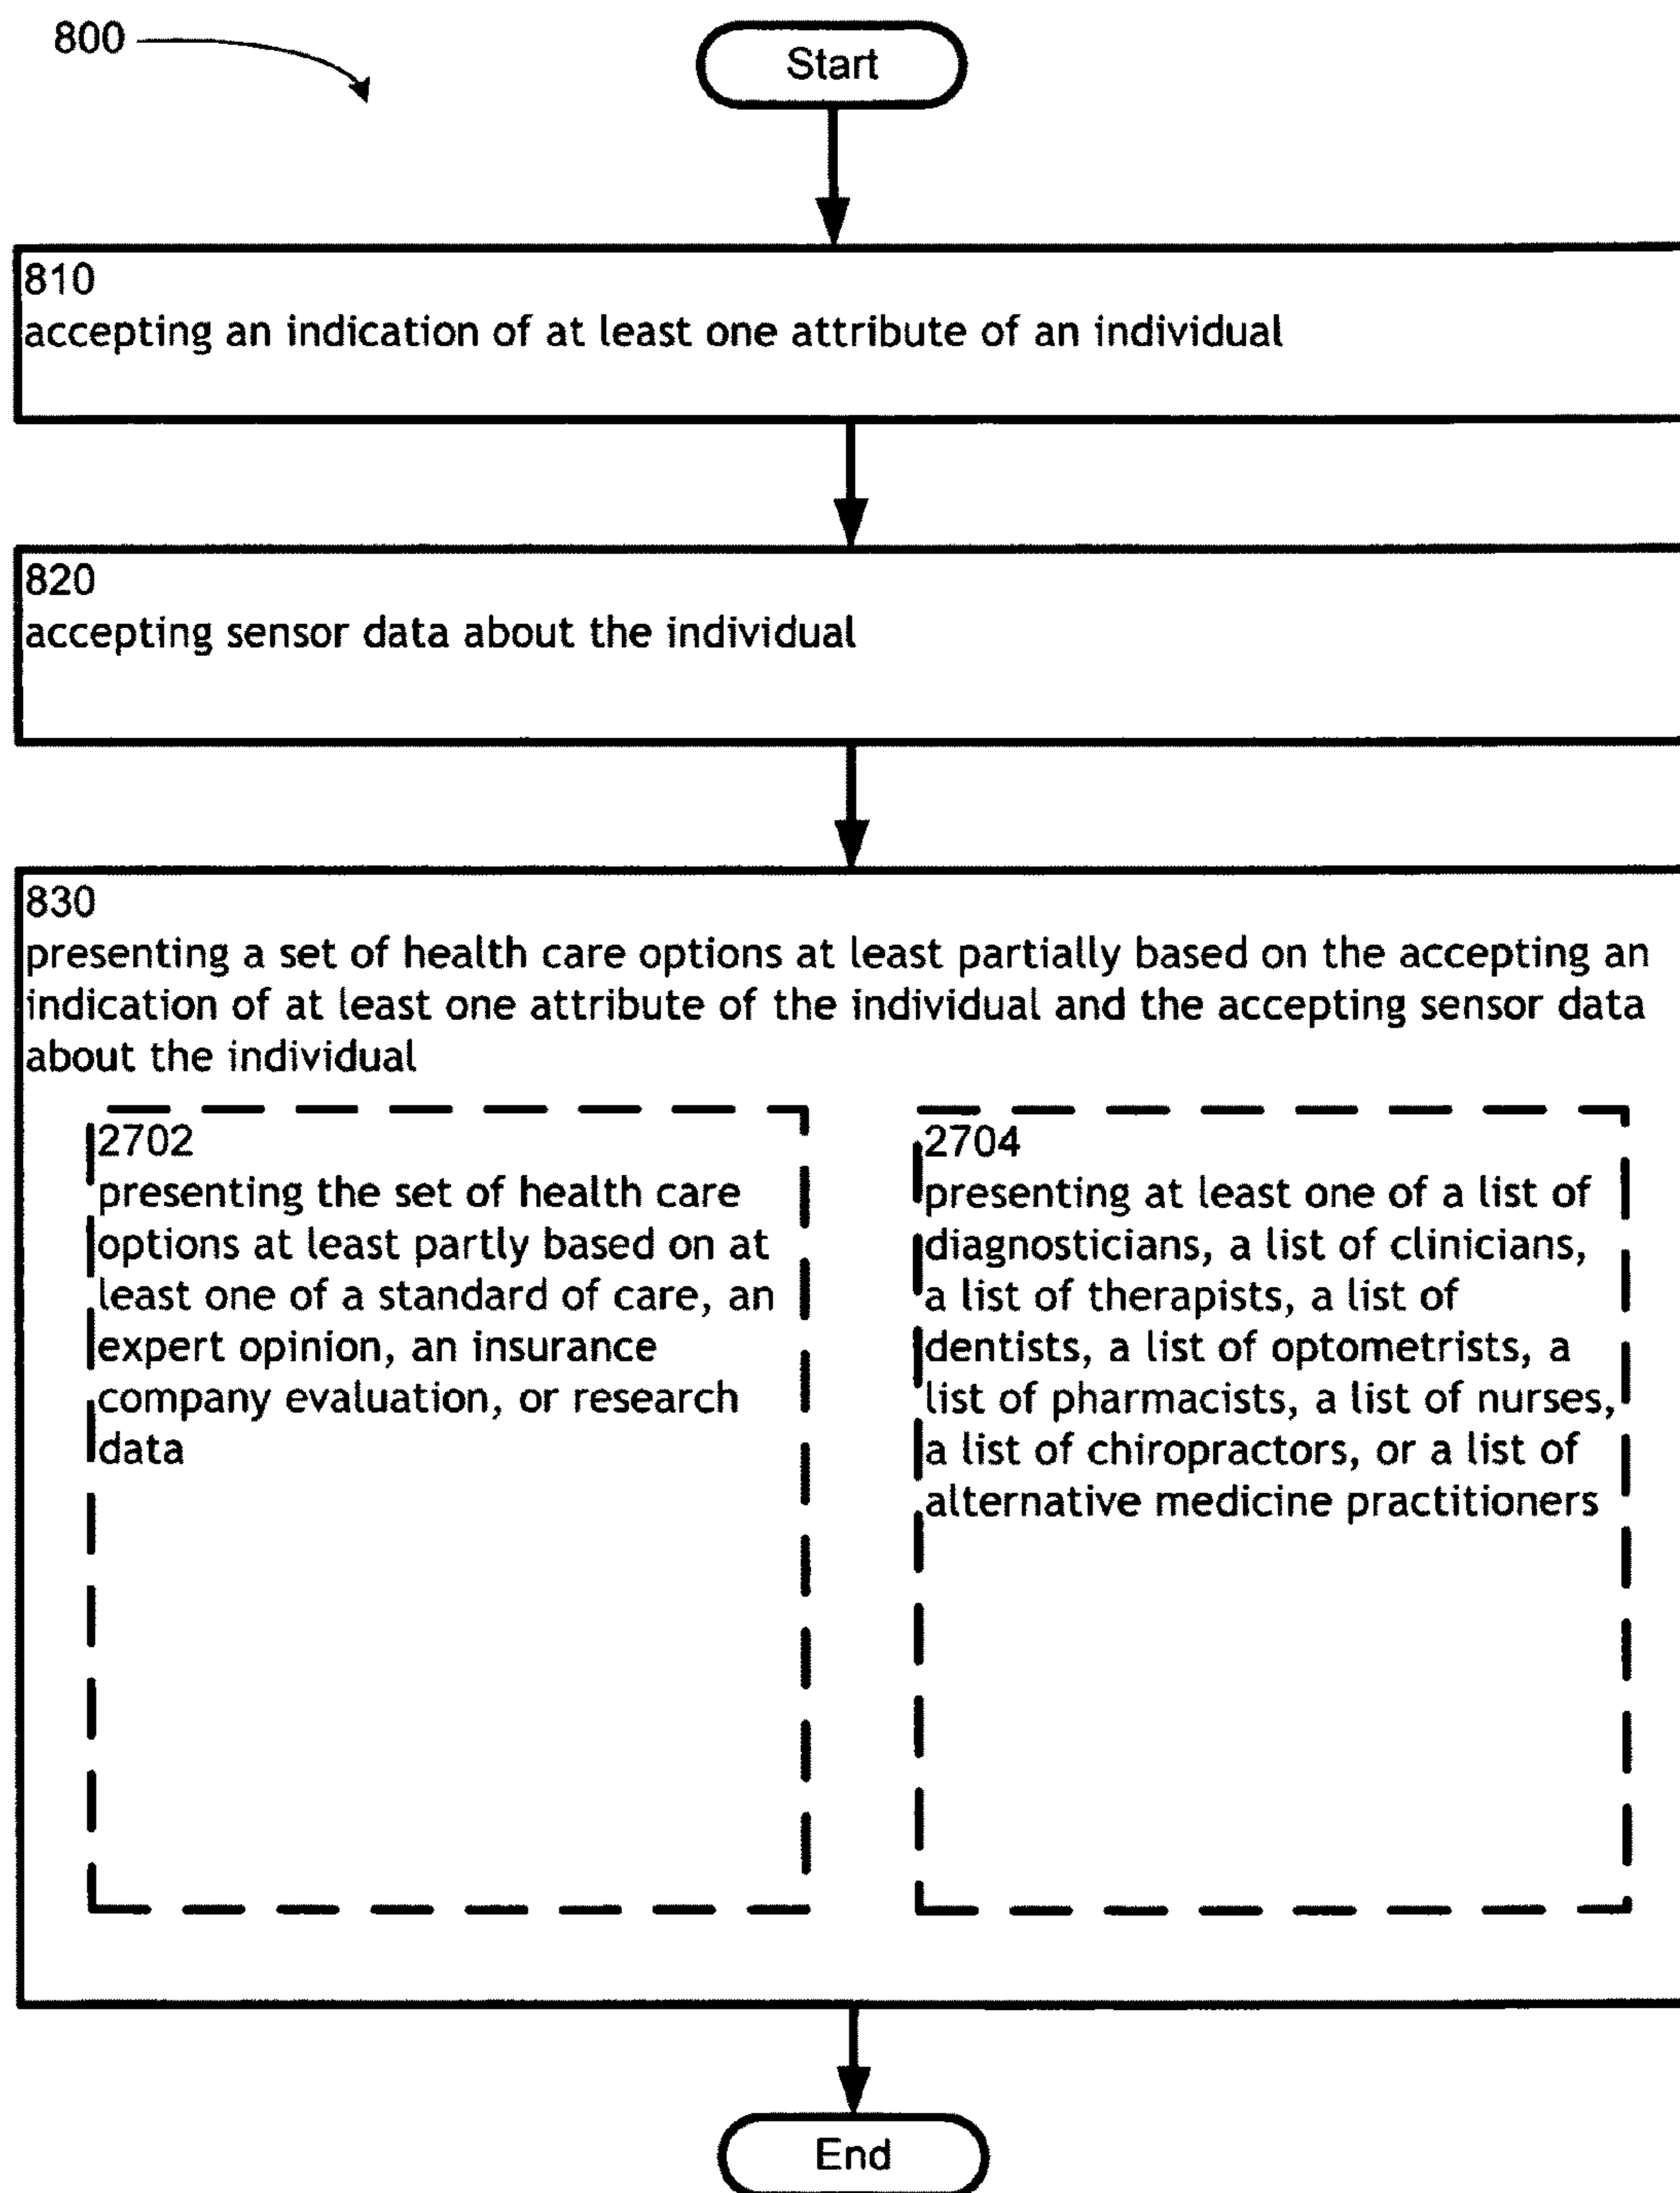 800
Start
810
accepting an indication of at least one attribute of an individual
820
accepting sensor data about the individual
830
presenting a set of health care options at least partially based on the accepting an
indication of at least one attribute of the individual and the accepting sensor data
about the individual
2702
presenting the set of health care
options at least partly based on at
least one of a standard of care, an
expert opinion, an insurance
company evaluation, or research
data
2704
presenting at least one of a list of
diagnosticians, a list of clinicians,
a list of therapists, a list of
dentists, a list of optometrists, a
list of pharmacists, a list of nurses,
a list of chiropractors, or a list of
alternative medicine practitioners
End